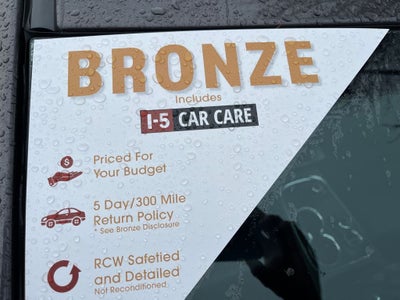 BRONZE
Includes
I-5 CAR CARE
Priced For
Your Budget
5 Day/300 Mile
Return Policy
* See Bronze Disclosure
RCW Safetied
and Detailed
Not Reconditioned